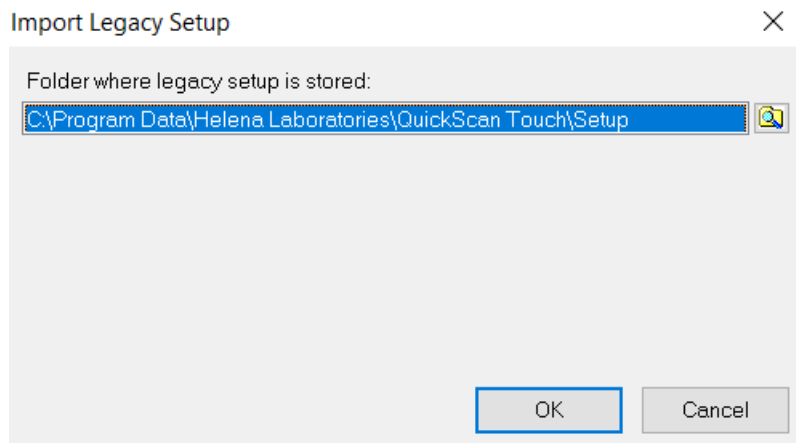 Import Legacy Setup
Folder where legacy setup is stored:
C:\Program Data\Helena Laboratories\QuickScan Touch\Setup
OK Cancel